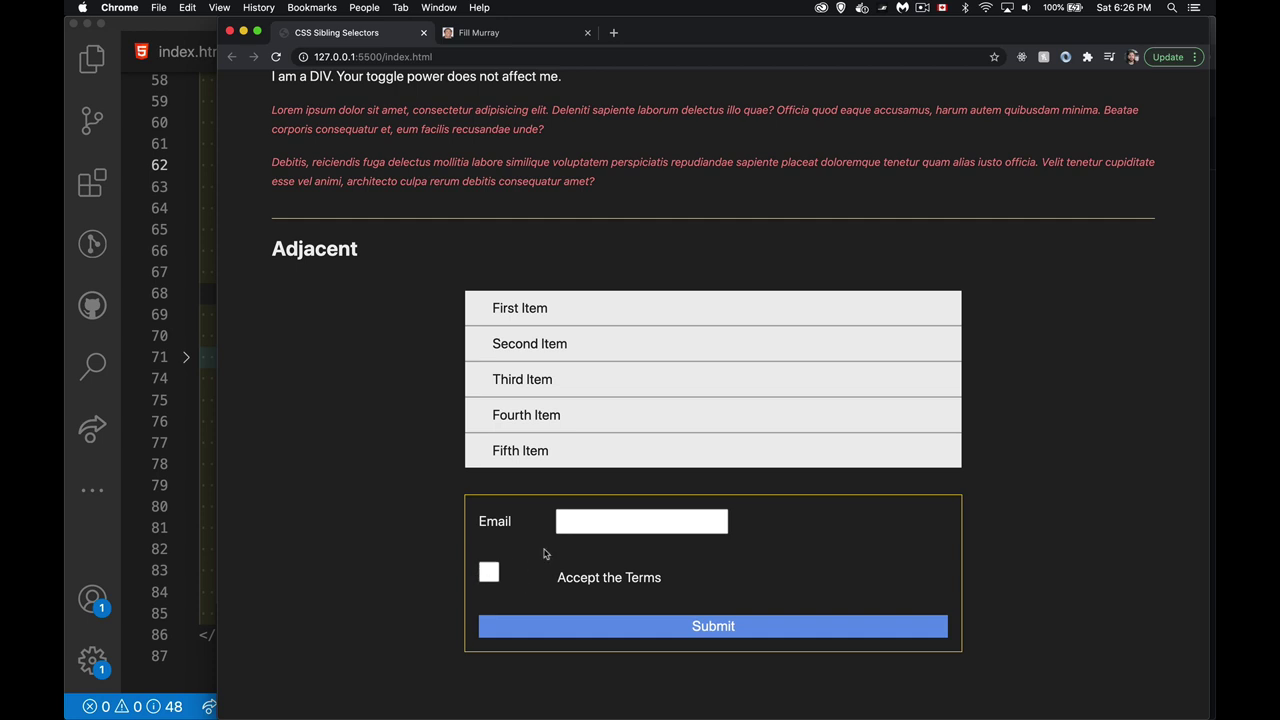 Chrome File Edit View History Bookmarks People Tab Window Help 100% Sat 6:26 PM
CSS Sibling Selectors
Fill Murray
127.0.0.1:5500/index.html
Update
index.htm
58
59
60
61
62
63
64
65
66
67
68
69
70
71
74
75
76
77
78
79
80
81
82
83
84
85
86 </
87
1
1
0 0 48
I am a DIV. Your toggle power does not affect me.
Lorem ipsum dolor sit amet, consectetur adipisicing elit. Deleniti sapiente laborum delectus illo quae? Officia quod eaque accusamus, harum autem quibusdam minima. Beatae
corporis consequatur et, eum facilis recusandae unde?
Debitis, reiciendis fuga delectus mollitia labore similique voluptatem perspiciatis repudiandae sapiente placeat doloremque tenetur quam alias iusto officia. Velit tenetur cupiditate
esse vel animi, architecto culpa rerum debitis consequatur amet?
Adjacent
First Item
Second Item
Third Item
Fourth Item
Fifth Item
Email
Accept the Terms
Submit